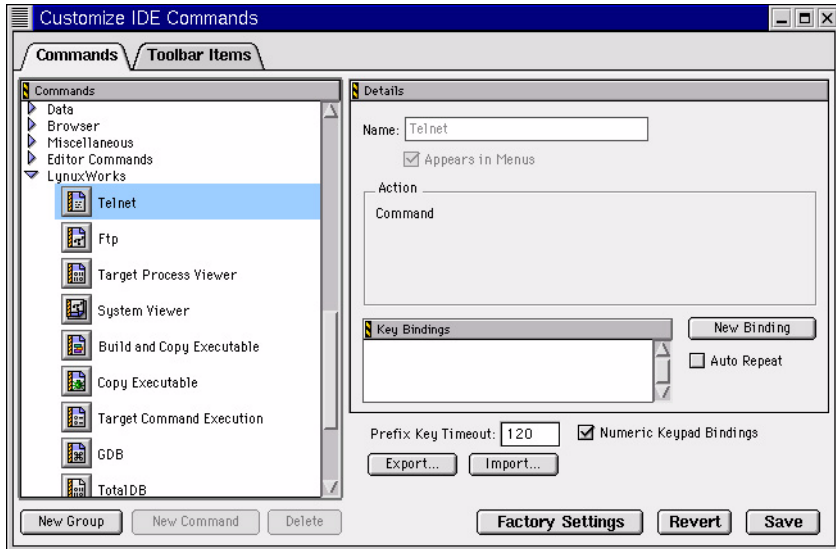 Customize IDE Commands
Commands
Toolbar Items
Commands
Data
Browser
Miscellaneous
Editor Commands
LynuxWorks
Telnet
Ftp
Target Process Viewer
System Viewer
Build and Copy Executable
Copy Executable
Target Command Execution
GDB
TotalDB
New Group
New Command
Delete
Details
Name: Telnet
Appears in Menus
Action
Command
Key Bindings
New Binding
Auto Repeat
Prefix Key Timeout: 120
Numeric Keypad Bindings
Export...
Import...
Factory Settings
Revert
Save